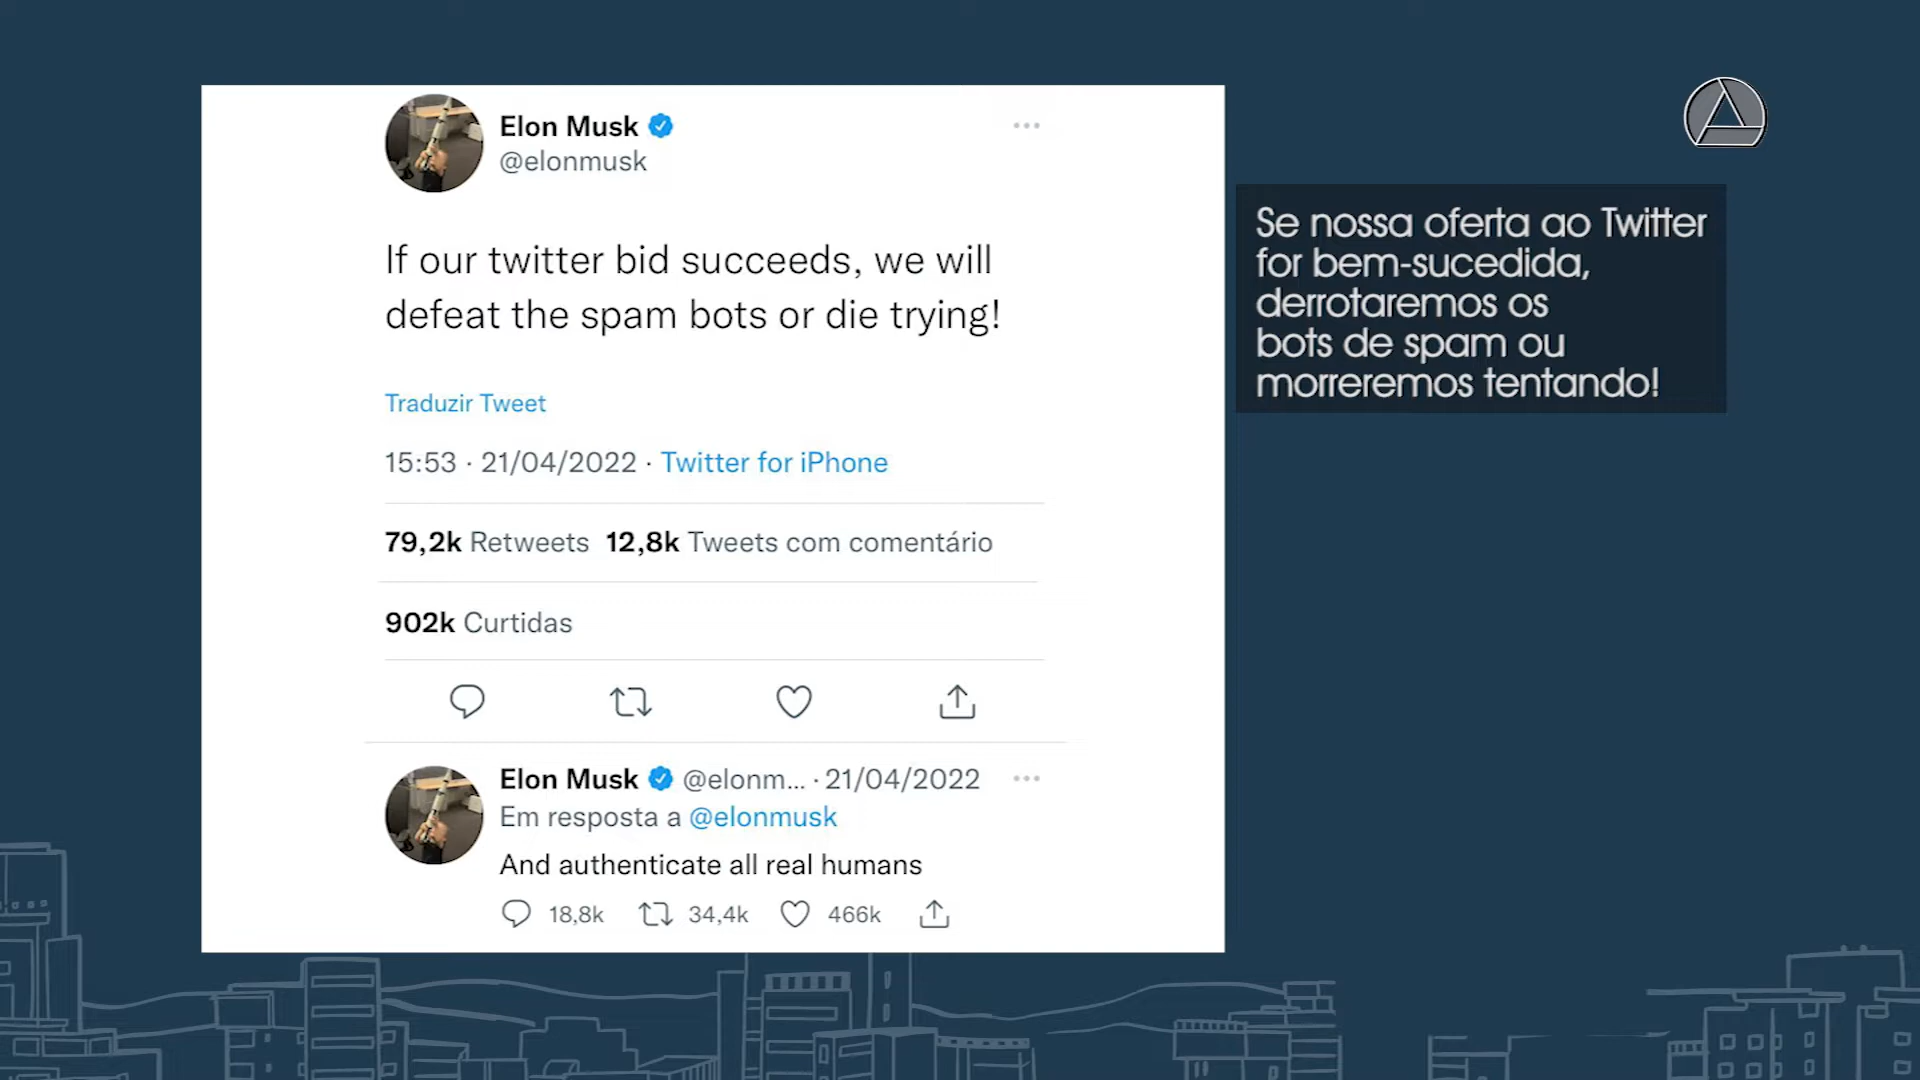 Elon Musk
@elonmusk
If our twitter bid succeeds, we will
defeat the spam bots or die trying!
Traduzir Tweet
15:53 · 21/04/2022 · Twitter for iPhone
79,2k Retweets 12,8k Tweets com comentário
902k Curtidas
Elon Musk @elonm... · 21/04/2022
Em resposta a @elonmusk
And authenticate all real humans
18,8k 34,4k 466k
Se nossa oferta ao Twitter
for bem-sucedida,
derrotaremos os
bots de spam ou
morreremos tentando!